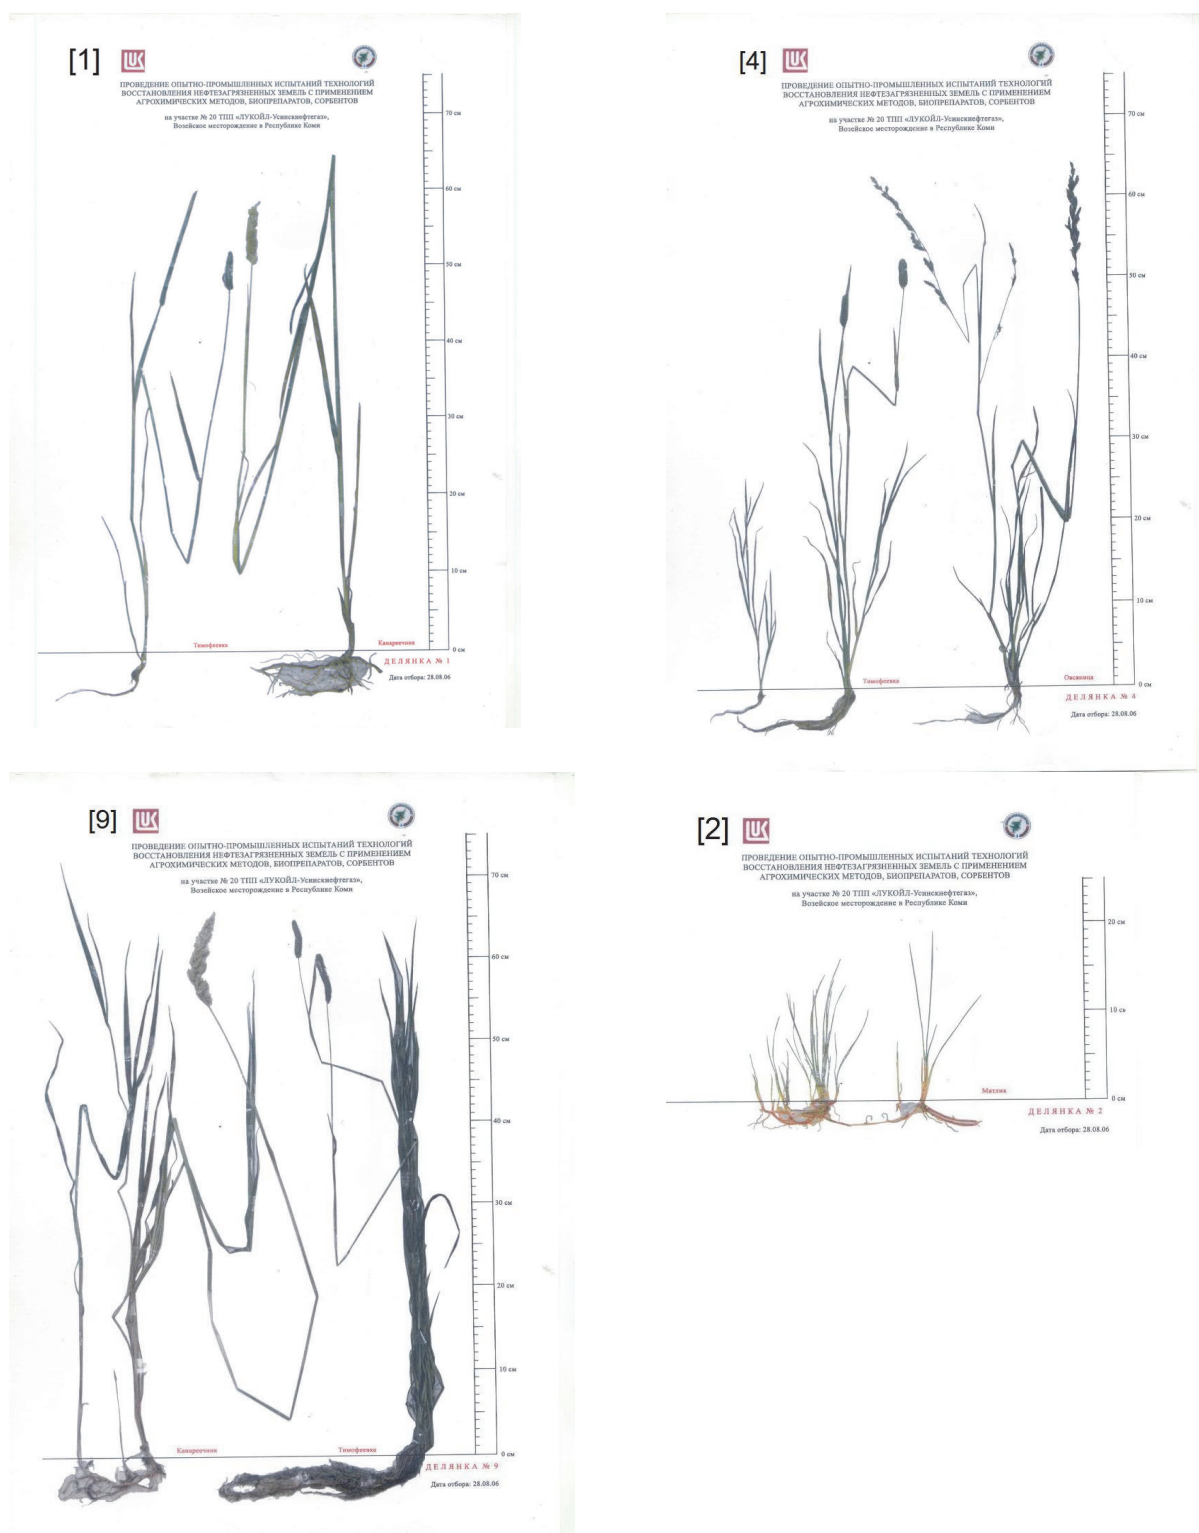 [1]
LUK
ПРОВЕДЕНИЕ ОПЫТНО-ПРОМЫШЛЕННЫХ ИСПЫТАНИЙ ТЕХНОЛОГИЙ
ВОССТАНОВЛЕНИЯ НЕФТЕЗАГРЯЗНЕННЫХ ЗЕМЕЛЬ С ПРИМЕНЕНИЕМ
АГРОХИМИЧЕСКИХ МЕТОДОВ, БИОПРЕПАРАТОВ, СОРБЕНТОВ
на участке № 20 ТПП «ЛУКОЙЛ-Усинскнефтегаз»,
Возейское месторождение в Республике Коми
70 см
60 см
50 см
40 см
30 см
20 см
10 см
Тимофеевка
Канареечник
0 см
ДЕЛЯНКА № 1
Дата отбора: 28.08.06
[4]
LUK
ПРОВЕДЕНИЕ ОПЫТНО-ПРОМЫШЛЕННЫХ ИСПЫТАНИЙ ТЕХНОЛОГИЙ
ВОССТАНОВЛЕНИЯ НЕФТЕЗАГРЯЗНЕННЫХ ЗЕМЕЛЬ С ПРИМЕНЕНИЕМ
АГРОХИМИЧЕСКИХ МЕТОДОВ, БИОПРЕПАРАТОВ, СОРБЕНТОВ
на участке № 20 ТПП «ЛУКОЙЛ-Усинскнефтегаз»,
Возейское месторождение в Республике Коми
70 см
60 см
50 см
40 см
30 см
20 см
10 см
Тимофеевка
Овсяница
0 см
ДЕЛЯНКА № 4
Дата отбора: 28.08.06
[9]
LUK
ПРОВЕДЕНИЕ ОПЫТНО-ПРОМЫШЛЕННЫХ ИСПЫТАНИЙ ТЕХНОЛОГИЙ
ВОССТАНОВЛЕНИЯ НЕФТЕЗАГРЯЗНЕННЫХ ЗЕМЕЛЬ С ПРИМЕНЕНИЕМ
АГРОХИМИЧЕСКИХ МЕТОДОВ, БИОПРЕПАРАТОВ, СОРБЕНТОВ
на участке № 20 ТПП «ЛУКОЙЛ-Усинскнефтегаз»,
Возейское месторождение в Республике Коми
70 см
60 см
50 см
40 см
30 см
20 см
10 см
Канареечник
Тимофеевка
0 см
ДЕЛЯНКА № 9
Дата отбора: 28.08.06
[2]
LUK
ПРОВЕДЕНИЕ ОПЫТНО-ПРОМЫШЛЕННЫХ ИСПЫТАНИЙ ТЕХНОЛОГИЙ
ВОССТАНОВЛЕНИЯ НЕФТЕЗАГРЯЗНЕННЫХ ЗЕМЕЛЬ С ПРИМЕНЕНИЕМ
АГРОХИМИЧЕСКИХ МЕТОДОВ, БИОПРЕПАРАТОВ, СОРБЕНТОВ
на участке № 20 ТПП «ЛУКОЙЛ-Усинскнефтегаз»,
Возейское месторождение в Республике Коми
20 см
10 см
Мятлик
0 см
ДЕЛЯНКА № 2
Дата отбора: 28.08.06